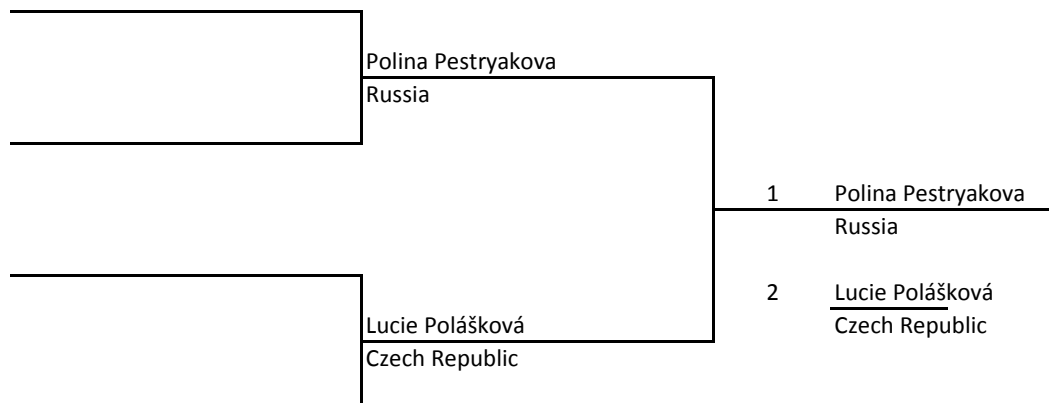 Polina Pestryakova
Russia
1 Polina Pestryakova
Russia
2 Lucie Polášková
Czech Republic
Lucie Polášková
Czech Republic